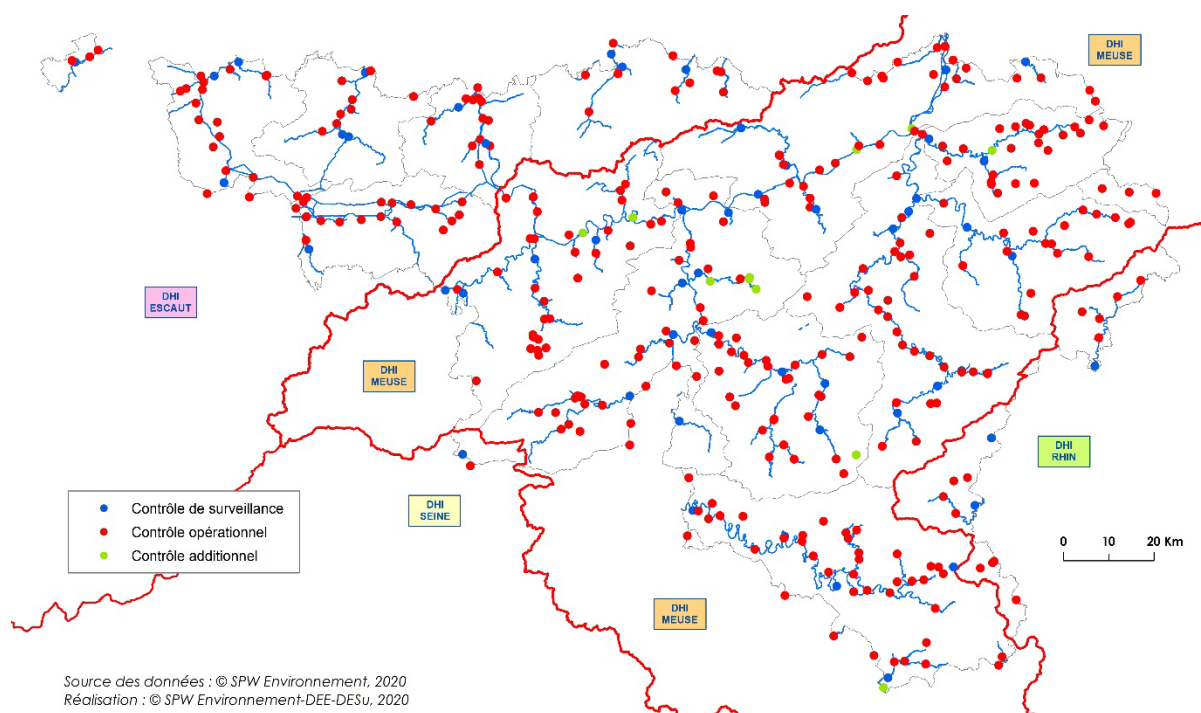 DHI
MEUSE
DHI
ESCAUT
DHI
MEUSE
DHI
RHIN
DHI
SEINE
Contrôle de surveillance
Contrôle opérationnel
Contrôle additionnel
0 10 20 Km
DHI
MEUSE
Source des données : © SPW Environnement, 2020
Réalisation : © SPW Environnement-DEE-DESu, 2020